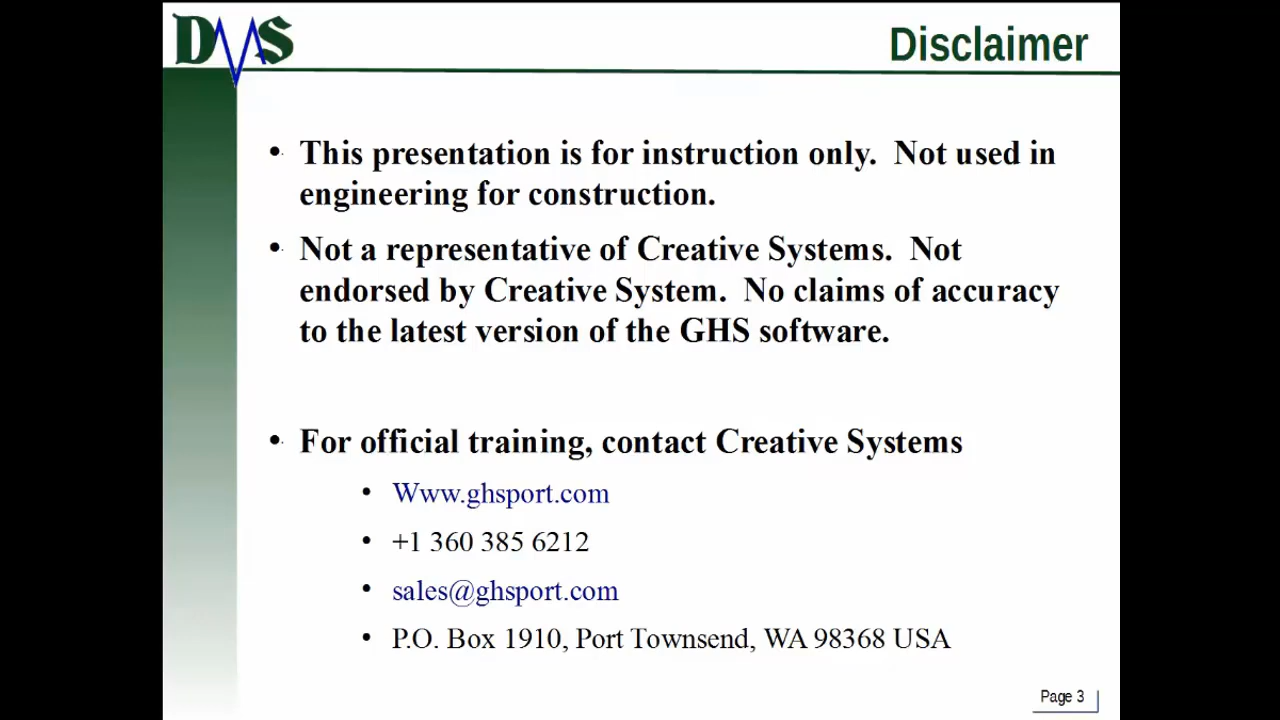 DMS
Disclaimer
• This presentation is for instruction only.  Not used in
engineering for construction.
• Not a representative of Creative Systems.  Not
endorsed by Creative System.  No claims of accuracy
to the latest version of the GHS software.
• For official training, contact Creative Systems
• Www.ghsport.com
• +1 360 385 6212
• sales@ghsport.com
• P.O. Box 1910, Port Townsend, WA 98368 USA
Page 3